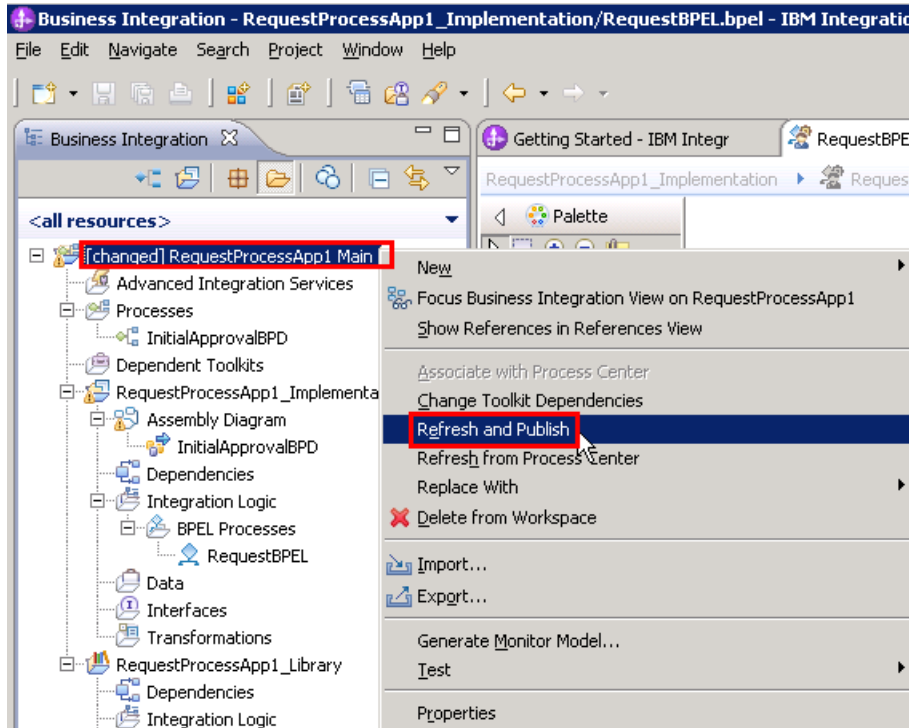 Business Integration - RequestProcessApp1_Implementation/RequestBPEL.bpel - IBM Integratio
File Edit Navigate Search Project Window Help
Business Integration
Getting Started - IBM Integr
RequestBPE
RequestProcessApp1_Implementation
Reques
<all resources>
Palette
[changed] RequestProcessApp1 Main
Advanced Integration Services
Processes
InitialApprovalBPD
Dependent Toolkits
RequestProcessApp1_Implementa
Assembly Diagram
InitialApprovalBPD
Dependencies
Integration Logic
BPEL Processes
RequestBPEL
Data
Interfaces
Transformations
RequestProcessApp1_Library
Dependencies
Integration Logic
New
Focus Business Integration View on RequestProcessApp1
Show References in References View
Associate with Process Center
Change Toolkit Dependencies
Refresh and Publish
Refresh from Process Center
Replace With
Delete from Workspace
Import...
Export...
Generate Monitor Model...
Test
Properties